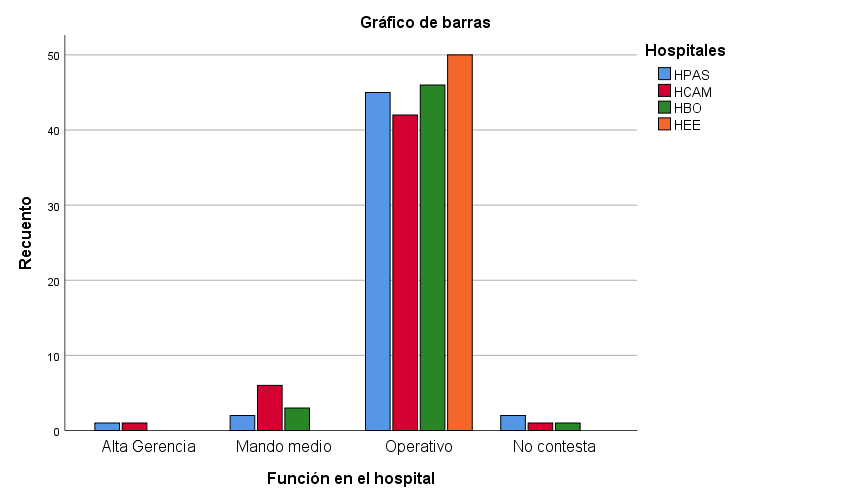 Gráfico de barras
Hospitales
HPAS
HCAM
HBO
HEE
Recuento
50
40
30
20
10
0
Alta Gerencia
Mando medio
Operativo
No contesta
Función en el hospital